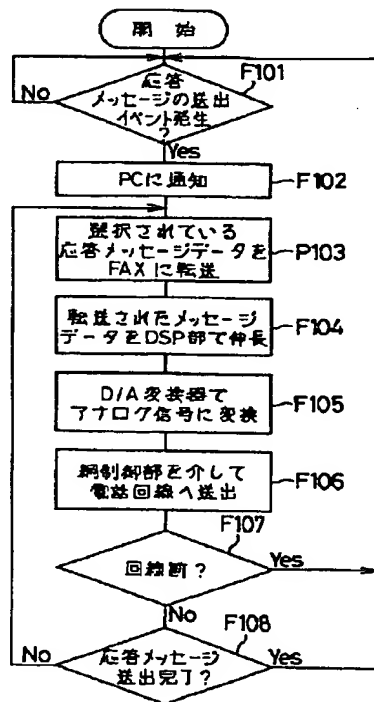 開始
応答
メッセージの送出
イベント発生
?
F101
No
Yes
PCに通知
F102
選択されている
応答メッセージデータを
FAXに転送
P103
転送されたメッセージ
データをDSP部で伸長
F104
D/A変換器で
アナログ信号に変換
F105
網制御部を介して
電話回線へ送出
F106
F107
回線断?
Yes
No
F108
応答メッセージ
送出完了?
No
Yes